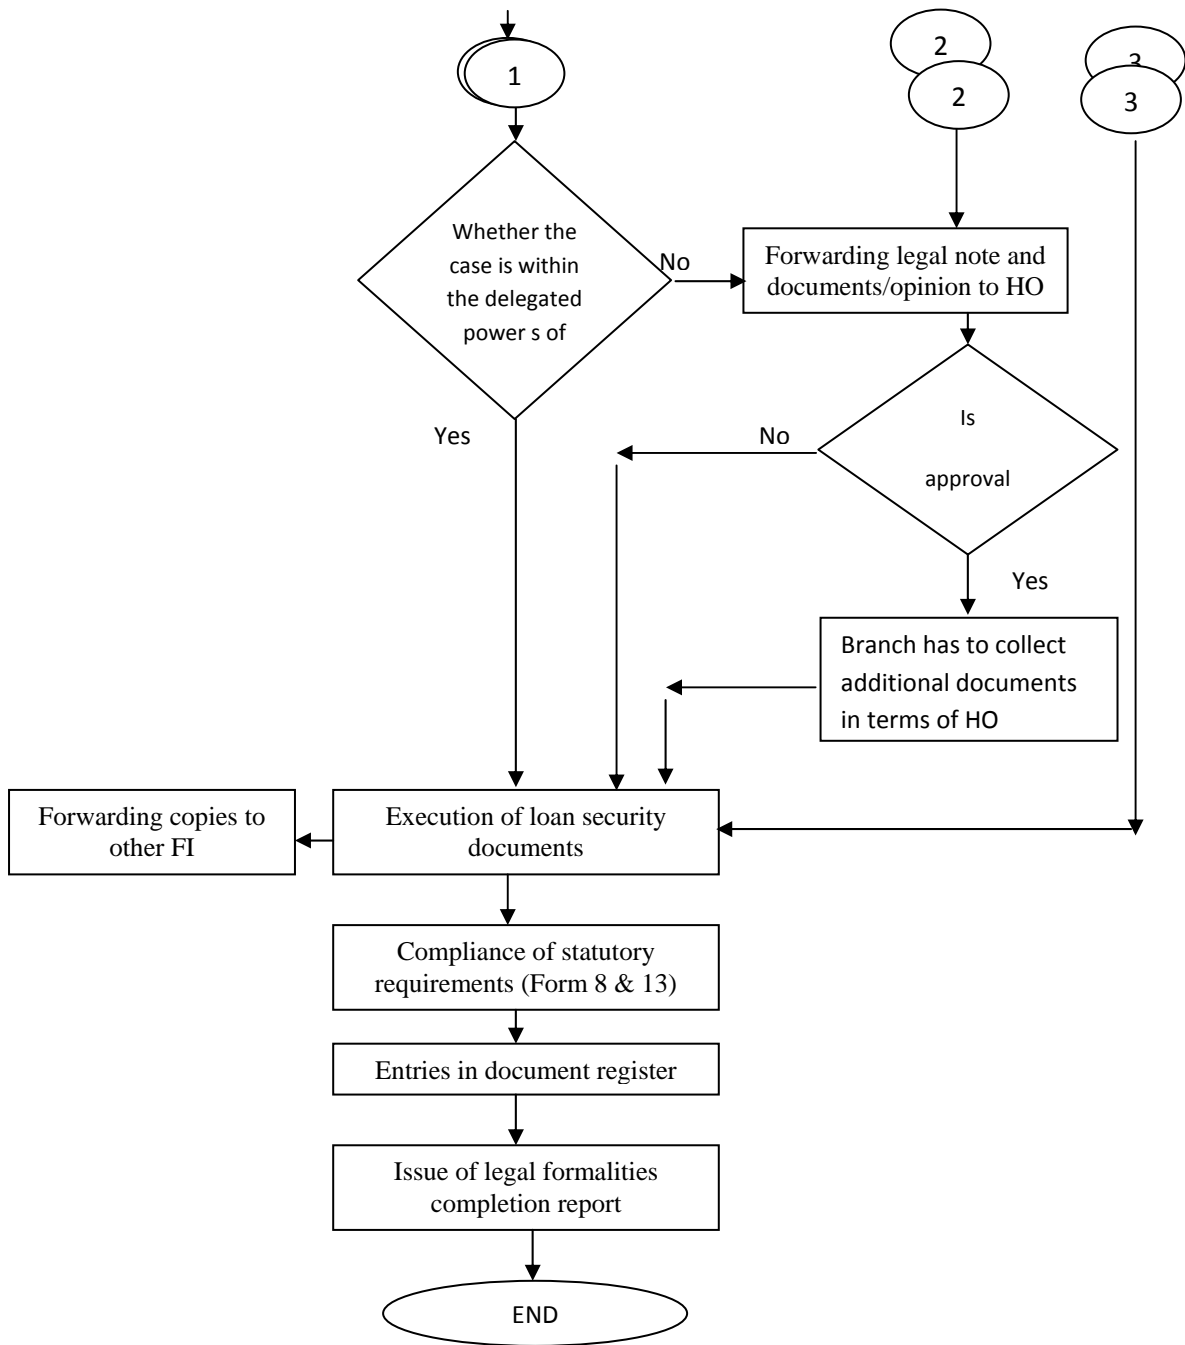 1
2
2
3
3
Whether the
case is within
the delegated
power s of
No
Forwarding legal note and
documents/opinion to HO
Yes
No
Is
approval
Yes
Branch has to collect
additional documents
in terms of HO
Forwarding copies to
other FI
Execution of loan security
documents
Compliance of statutory
requirements (Form 8 & 13)
Entries in document register
Issue of legal formalities
completion report
END